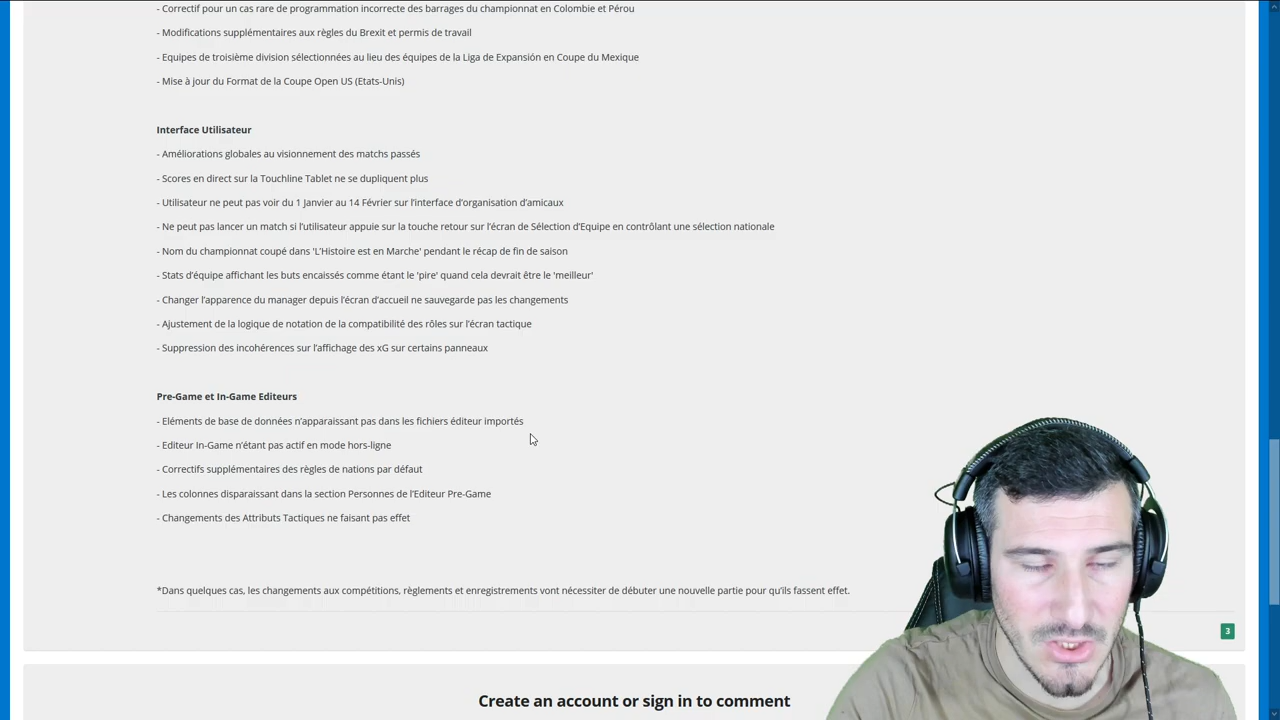 - Correctif pour un cas rare de programmation incorrecte des barrages du championnat en Colombie et Pérou
- Modifications supplémentaires aux règles du Brexit et permis de travail
- Equipes de troisième division sélectionnées au lieu des équipes de la Liga de Expansión en Coupe du Mexique
- Mise à jour du Format de la Coupe Open US (Etats-Unis)
Interface Utilisateur
- Améliorations globales au visionnement des matchs passés
- Scores en direct sur la Touchline Tablet ne se dupliquent plus
- Utilisateur ne peut pas voir du 1 Janvier au 14 Février sur l’interface d’organisation d’amicaux
- Ne peut pas lancer un match si l’utilisateur appuie sur la touche retour sur l’écran de Sélection d’Equipe en contrôlant une sélection nationale
- Nom du championnat coupé dans 'L’Histoire est en Marche' pendant le récap de fin de saison
- Stats d’équipe affichant les buts encaissés comme étant le 'pire' quand cela devrait être le 'meilleur'
- Changer l’apparence du manager depuis l’écran d’accueil ne sauvegarde pas les changements
- Ajustement de la logique de notation de la compatibilité des rôles sur l’écran tactique
- Suppression des incohérences sur l’affichage des xG sur certains panneaux
Pre-Game et In-Game Editeurs
- Eléments de base de données n’apparaissant pas dans les fichiers éditeur importés
- Editeur In-Game n’étant pas actif en mode hors-ligne
- Correctifs supplémentaires des règles de nations par défaut
- Les colonnes disparaissant dans la section Personnes de l’Editeur Pre-Game
- Changements des Attributs Tactiques ne faisant pas effet
*Dans quelques cas, les changements aux compétitions, règlements et enregistrements vont nécessiter de débuter une nouvelle partie pour qu’ils fassent effet.
3
Create an account or sign in to comment